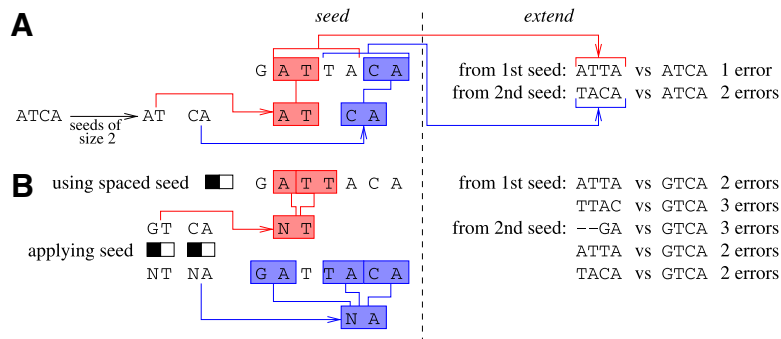 seed extend
A
G A T T A C A
from 1st seed: ATTA vs ATCA 1 error
from 2nd seed: TACA vs ATCA 2 errors
ATCA seeds of size 2 AT CA A T C A
B using spaced seed G A T T A C A
from 1st seed: ATTA vs GTCA 2 errors
TTAC vs GTCA 3 errors
GT CA N T
from 2nd seed: --GA vs GTCA 3 errors
applying seed
ATTA vs GTCA 2 errors
NT NA G A T T A C A
TACA vs GTCA 2 errors
N A